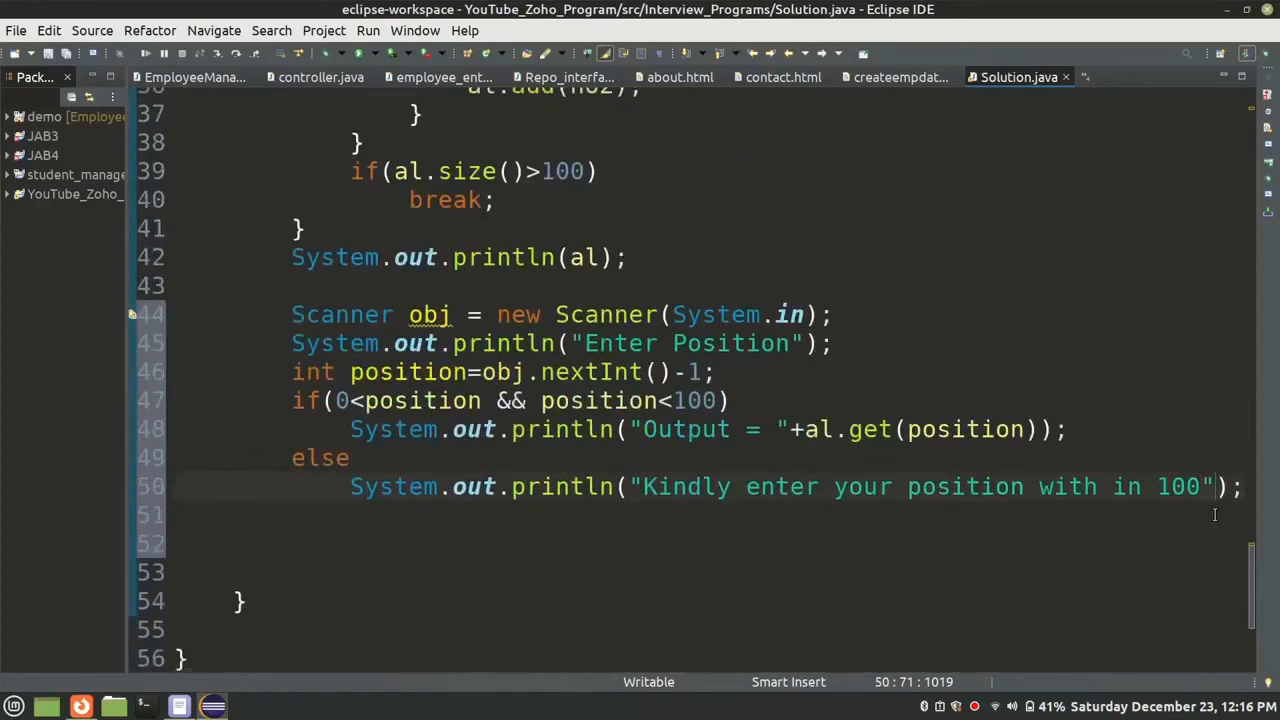 eclipse-workspace - YouTube_Zoho_Program/src/Interview_Programs/Solution.java - Eclipse IDE
File Edit Source Refactor Navigate Search Project Run Window Help
Pack... EmployeeMana... controller.java employee_ent... Repo_interfa... about.html contact.html createempdat... Solution.java
demo [Employee
JAB3
JAB4
student_manage
YouTube_Zoho_
36 al.add(no2);
37 }
38 }
39 if(al.size()>100)
40 break;
41 }
42 System.out.println(al);
43
44 Scanner obj = new Scanner(System.in);
45 System.out.println("Enter Position");
46 int position=obj.nextInt()-1;
47 if(0<position && position<100)
48 System.out.println("Output = "+al.get(position));
49 else
50 System.out.println("Kindly enter your position with in 100");
51
52
53
54 }
55
56 }
Writable Smart Insert 50 : 71 : 1019
41% Saturday December 23, 12:16 PM